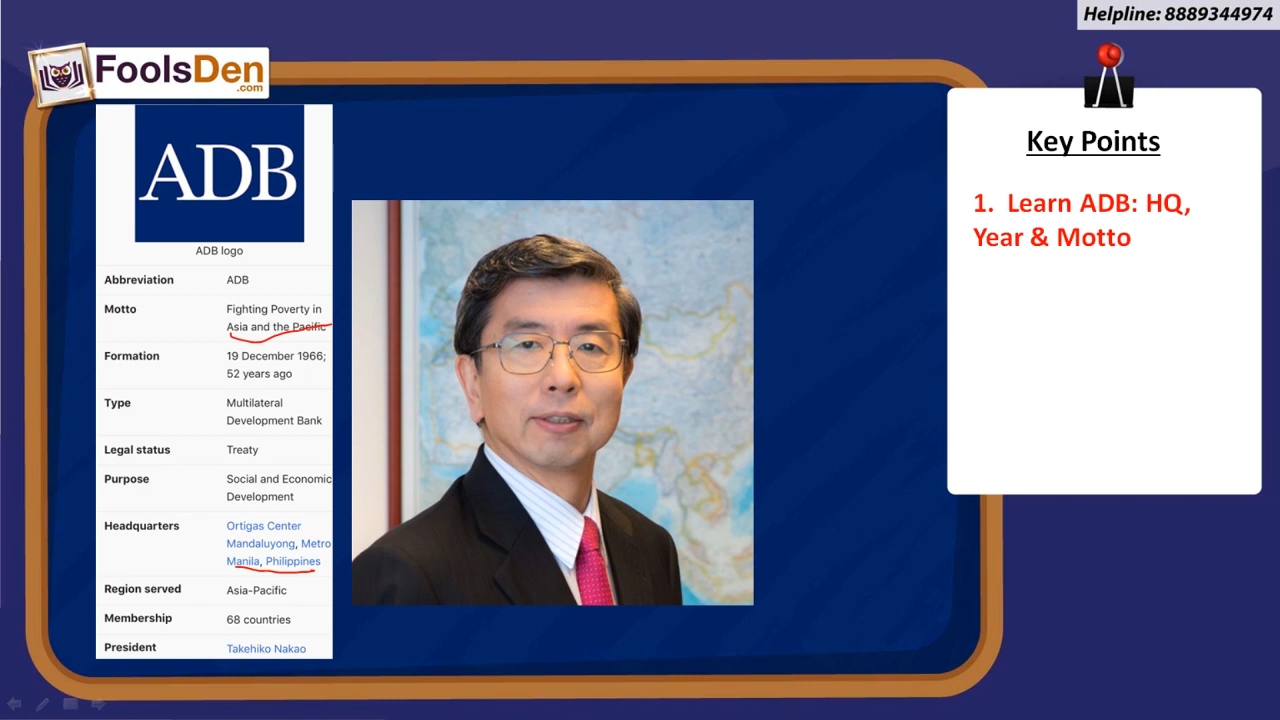 Helpline: 8889344974
FoolsDen
.com
ADB
ADB logo
Abbreviation ADB
Motto Fighting Poverty in
Asia and the Pacific
Formation 19 December 1966;
52 years ago
Type Multilateral
Development Bank
Legal status Treaty
Purpose Social and Economic
Development
Headquarters Ortigas Center
Mandaluyong, Metro
Manila, Philippines
Region served Asia-Pacific
Membership 68 countries
President Takehiko Nakao
Key Points
1. Learn ADB: HQ,
Year & Motto